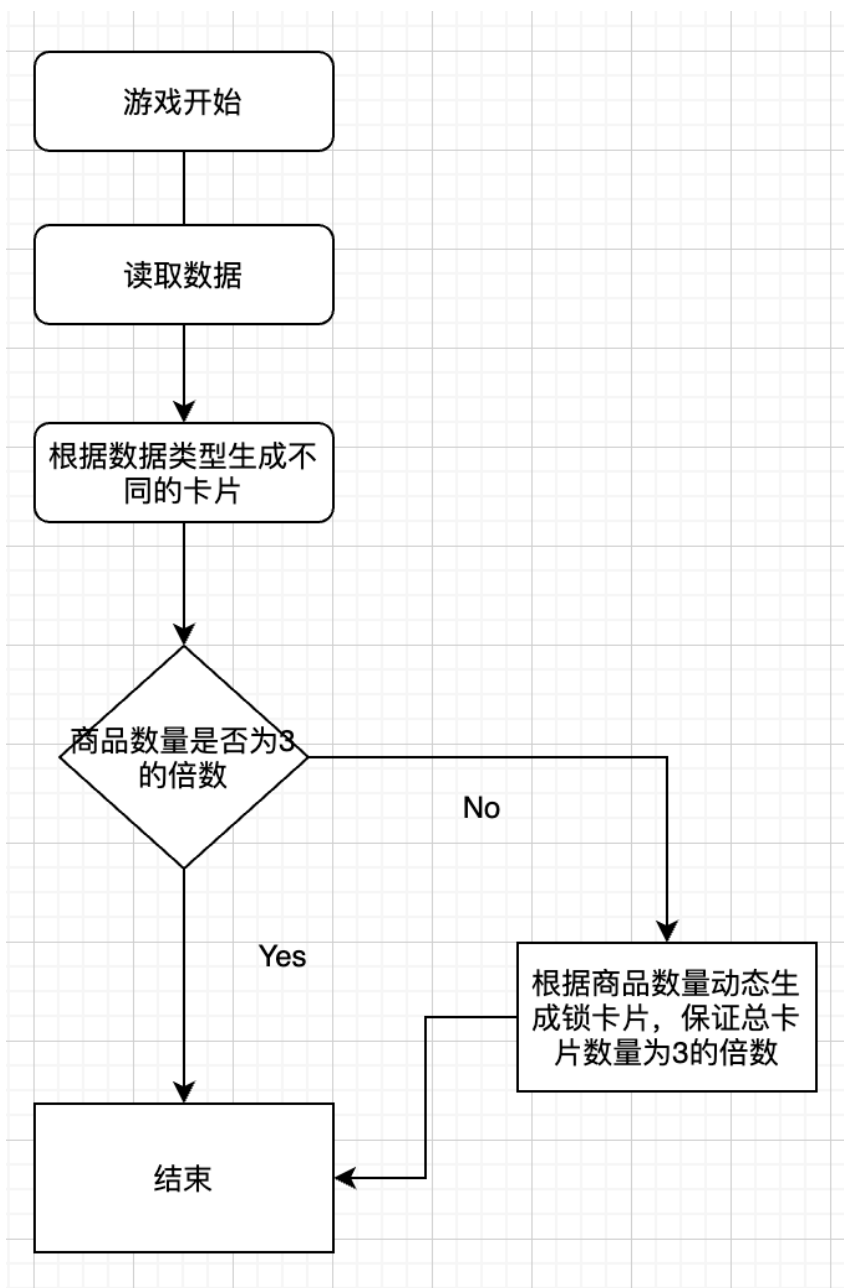 游戏开始
读取数据
根据数据类型生成不
同的卡片
商品数量是否为3
的倍数
No
Yes
根据商品数量动态生
成锁卡片，保证总卡
片数量为3的倍数
结束